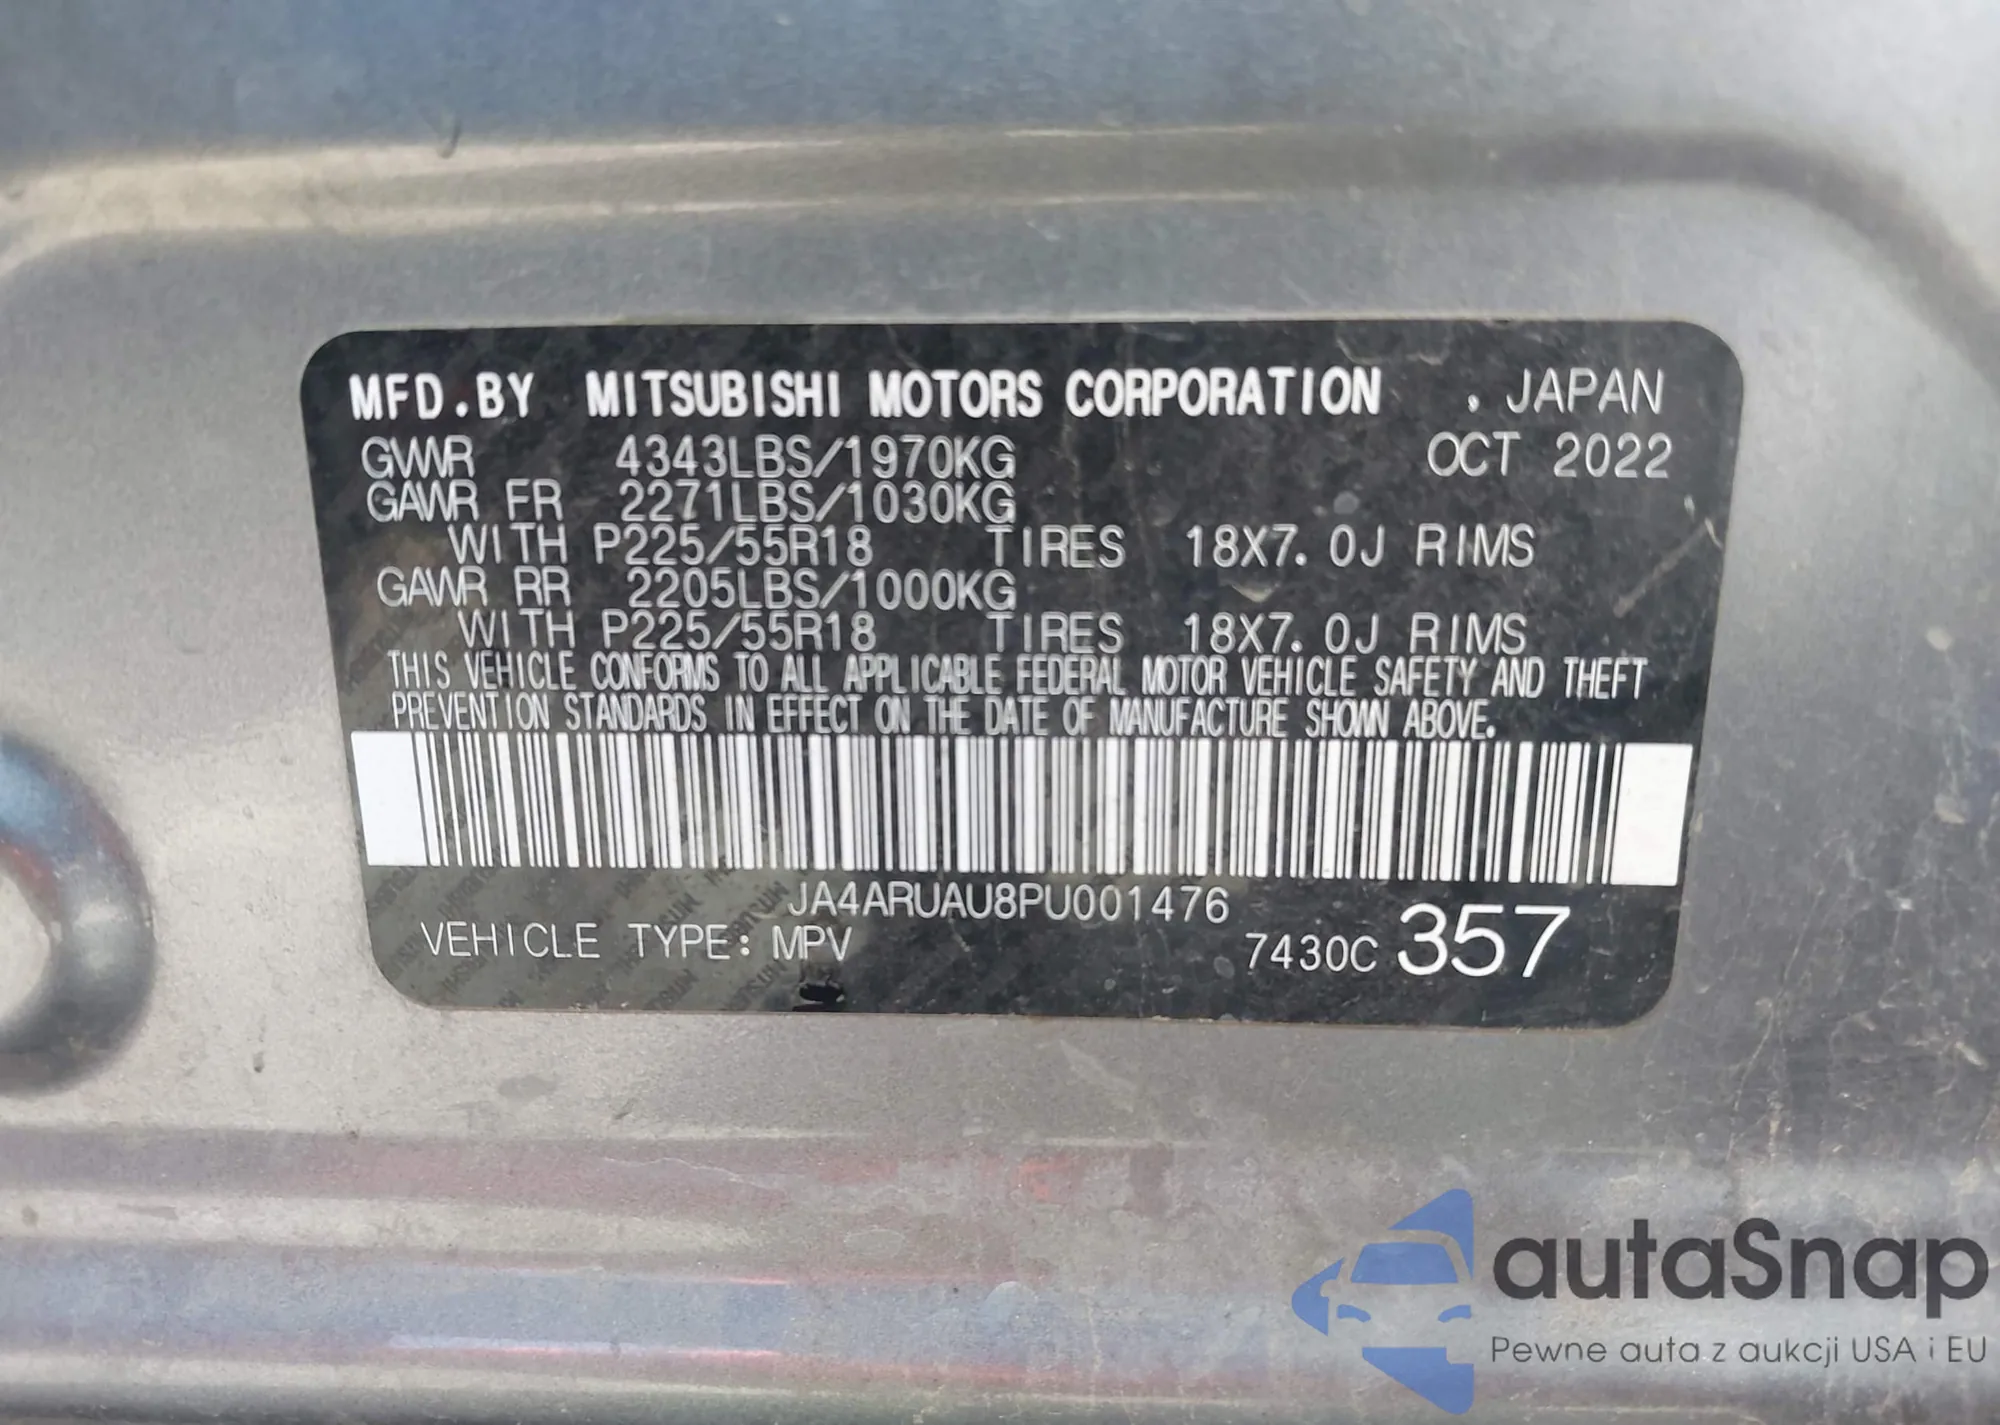 MFD.BY MITSUBISHI MOTORS CORPORATION , JAPAN
GVWR 4343LBS/1970KG OCT 2022
GAWR FR 2271LBS/1030KG
WITH P225/55R18 TIRES 18X7.0J RIMS
GAWR RR 2205LBS/1000KG
WITH P225/55R18 TIRES 18X7.0J RIMS
THIS VEHICLE CONFORMS TO ALL APPLICABLE FEDERAL MOTOR VEHICLE SAFETY AND THEFT
PREVENTION STANDARDS IN EFFECT ON THE DATE OF MANUFACTURE SHOWN ABOVE.
JA4ARUAU8PU001476
VEHICLE TYPE: MPV 7430C 357
autaSnap
Pewne auta z aukcji USA i EU